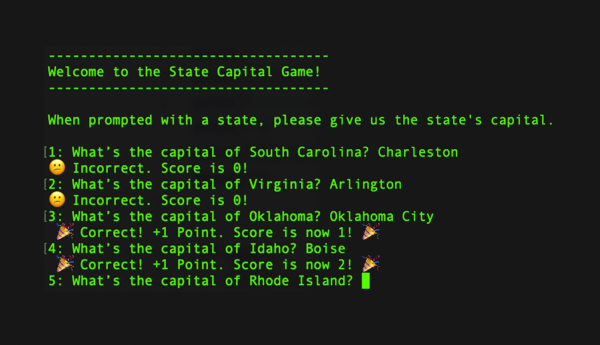 -----------------------------------
Welcome to the State Capital Game!
-----------------------------------
When prompted with a state, please give us the state's capital.
[1: What's the capital of South Carolina? Charleston
😕 Incorrect. Score is 0!
[2: What's the capital of Virginia? Arlington
😕 Incorrect. Score is 0!
[3: What's the capital of Oklahoma? Oklahoma City
🎉 Correct! +1 Point. Score is now 1! 🎉
[4: What's the capital of Idaho? Boise
🎉 Correct! +1 Point. Score is now 2! 🎉
5: What's the capital of Rhode Island?